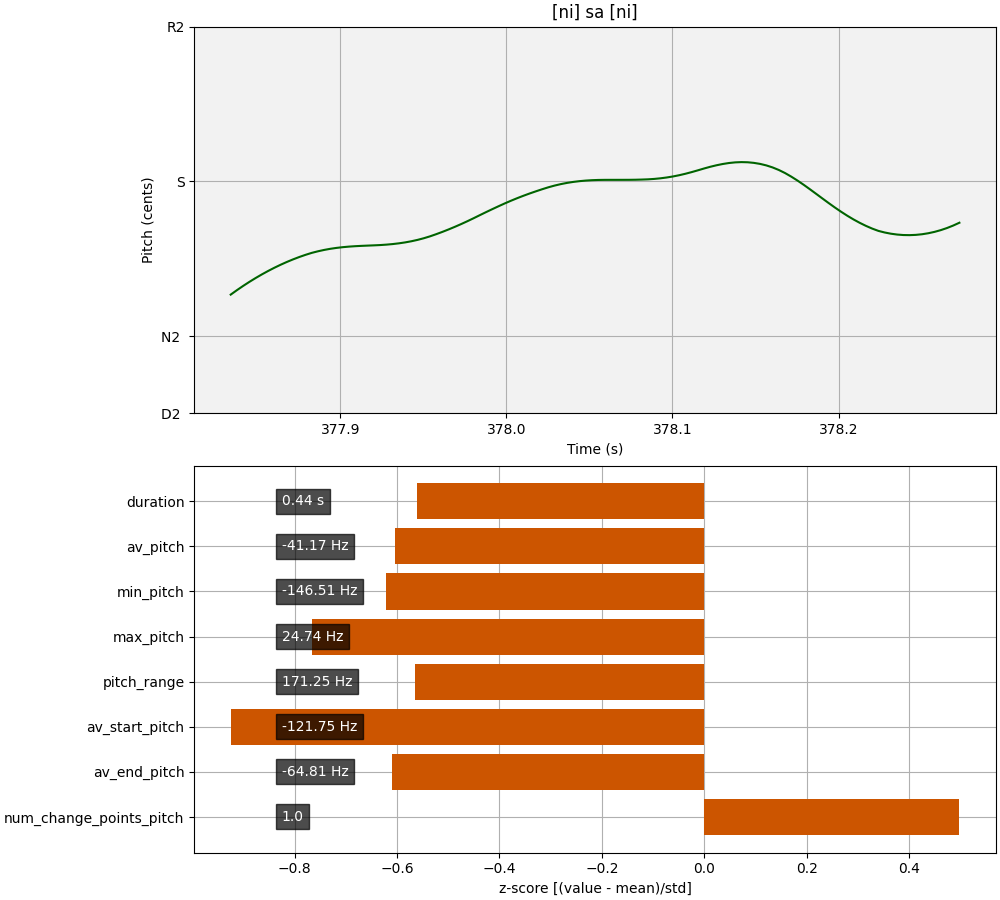 [ni] sa [ni]
R2
S
N2
D2
Pitch (cents)
377.9 378.0 378.1 378.2
Time (s)
duration 0.44 s
av_pitch -41.17 Hz
min_pitch -146.51 Hz
max_pitch 24.74 Hz
pitch_range 171.25 Hz
av_start_pitch -121.75 Hz
av_end_pitch -64.81 Hz
num_change_points_pitch 1.0
−0.8 −0.6 −0.4 −0.2 0.0 0.2 0.4
z-score [(value - mean)/std]